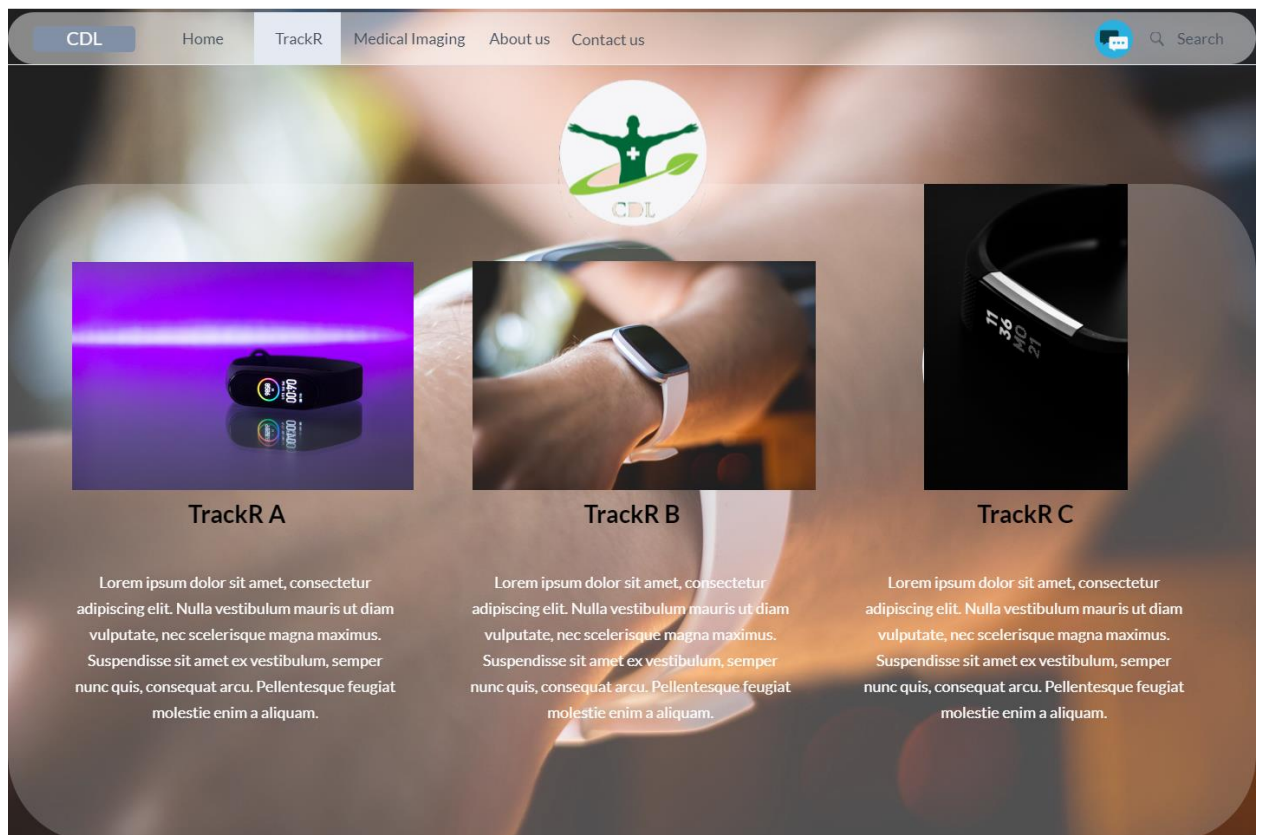 CDL
Home
TrackR
Medical Imaging
About us
Contact us
Search
CDL
11
36
MO
21
TrackR A
TrackR B
TrackR C
Lorem ipsum dolor sit amet, consectetur
adipiscing elit. Nulla vestibulum mauris ut diam
vulputate, nec scelerisque magna maximus.
Suspendisse sit amet ex vestibulum, semper
nunc quis, consequat arcu. Pellentesque feugiat
molestie enim a aliquam.
Lorem ipsum dolor sit amet, consectetur
adipiscing elit. Nulla vestibulum mauris ut diam
vulputate, nec scelerisque magna maximus.
Suspendisse sit amet ex vestibulum, semper
nunc quis, consequat arcu. Pellentesque feugiat
molestie enim a aliquam.
Lorem ipsum dolor sit amet, consectetur
adipiscing elit. Nulla vestibulum mauris ut diam
vulputate, nec scelerisque magna maximus.
Suspendisse sit amet ex vestibulum, semper
nunc quis, consequat arcu. Pellentesque feugiat
molestie enim a aliquam.